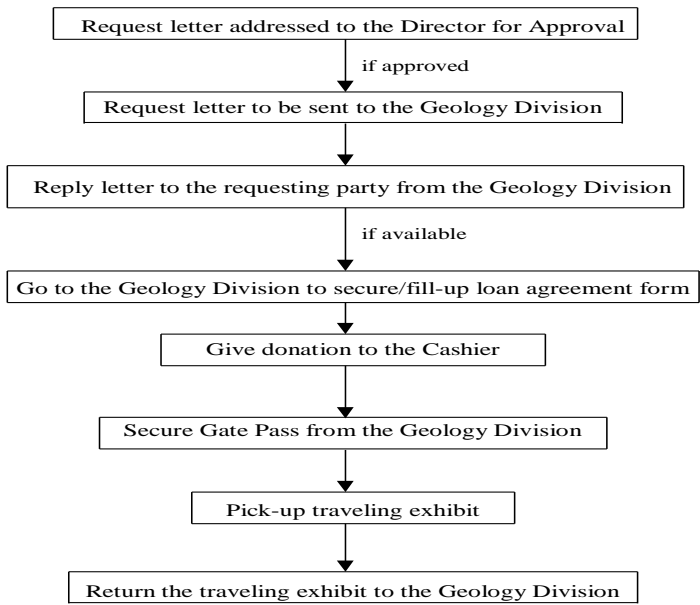 Request letter addressed to the Director for Approval
if approved
Request letter to be sent to the Geology Division
Reply letter to the requesting party from the Geology Division
if available
Go to the Geology Division to secure/fill-up loan agreement form
Give donation to the Cashier
Secure Gate Pass from the Geology Division
Pick-up traveling exhibit
Return the traveling exhibit to the Geology Division